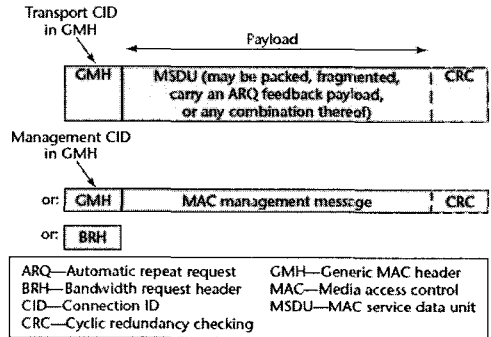 Transport CID
in GMH
Payload
GMH
MSDU (may be packed, fragmented,
carry an ARQ feedback payload,
or any combination thereof)
CRC
Management CID
in GMH
or: GMH MAC management message CRC
or: BRH
ARQ—Automatic repeat request
BRH—Bandwidth request header
CID—Connection ID
CRC—Cyclic redundancy checking
GMH—Generic MAC header
MAC—Media access control
MSDU—MAC service data unit